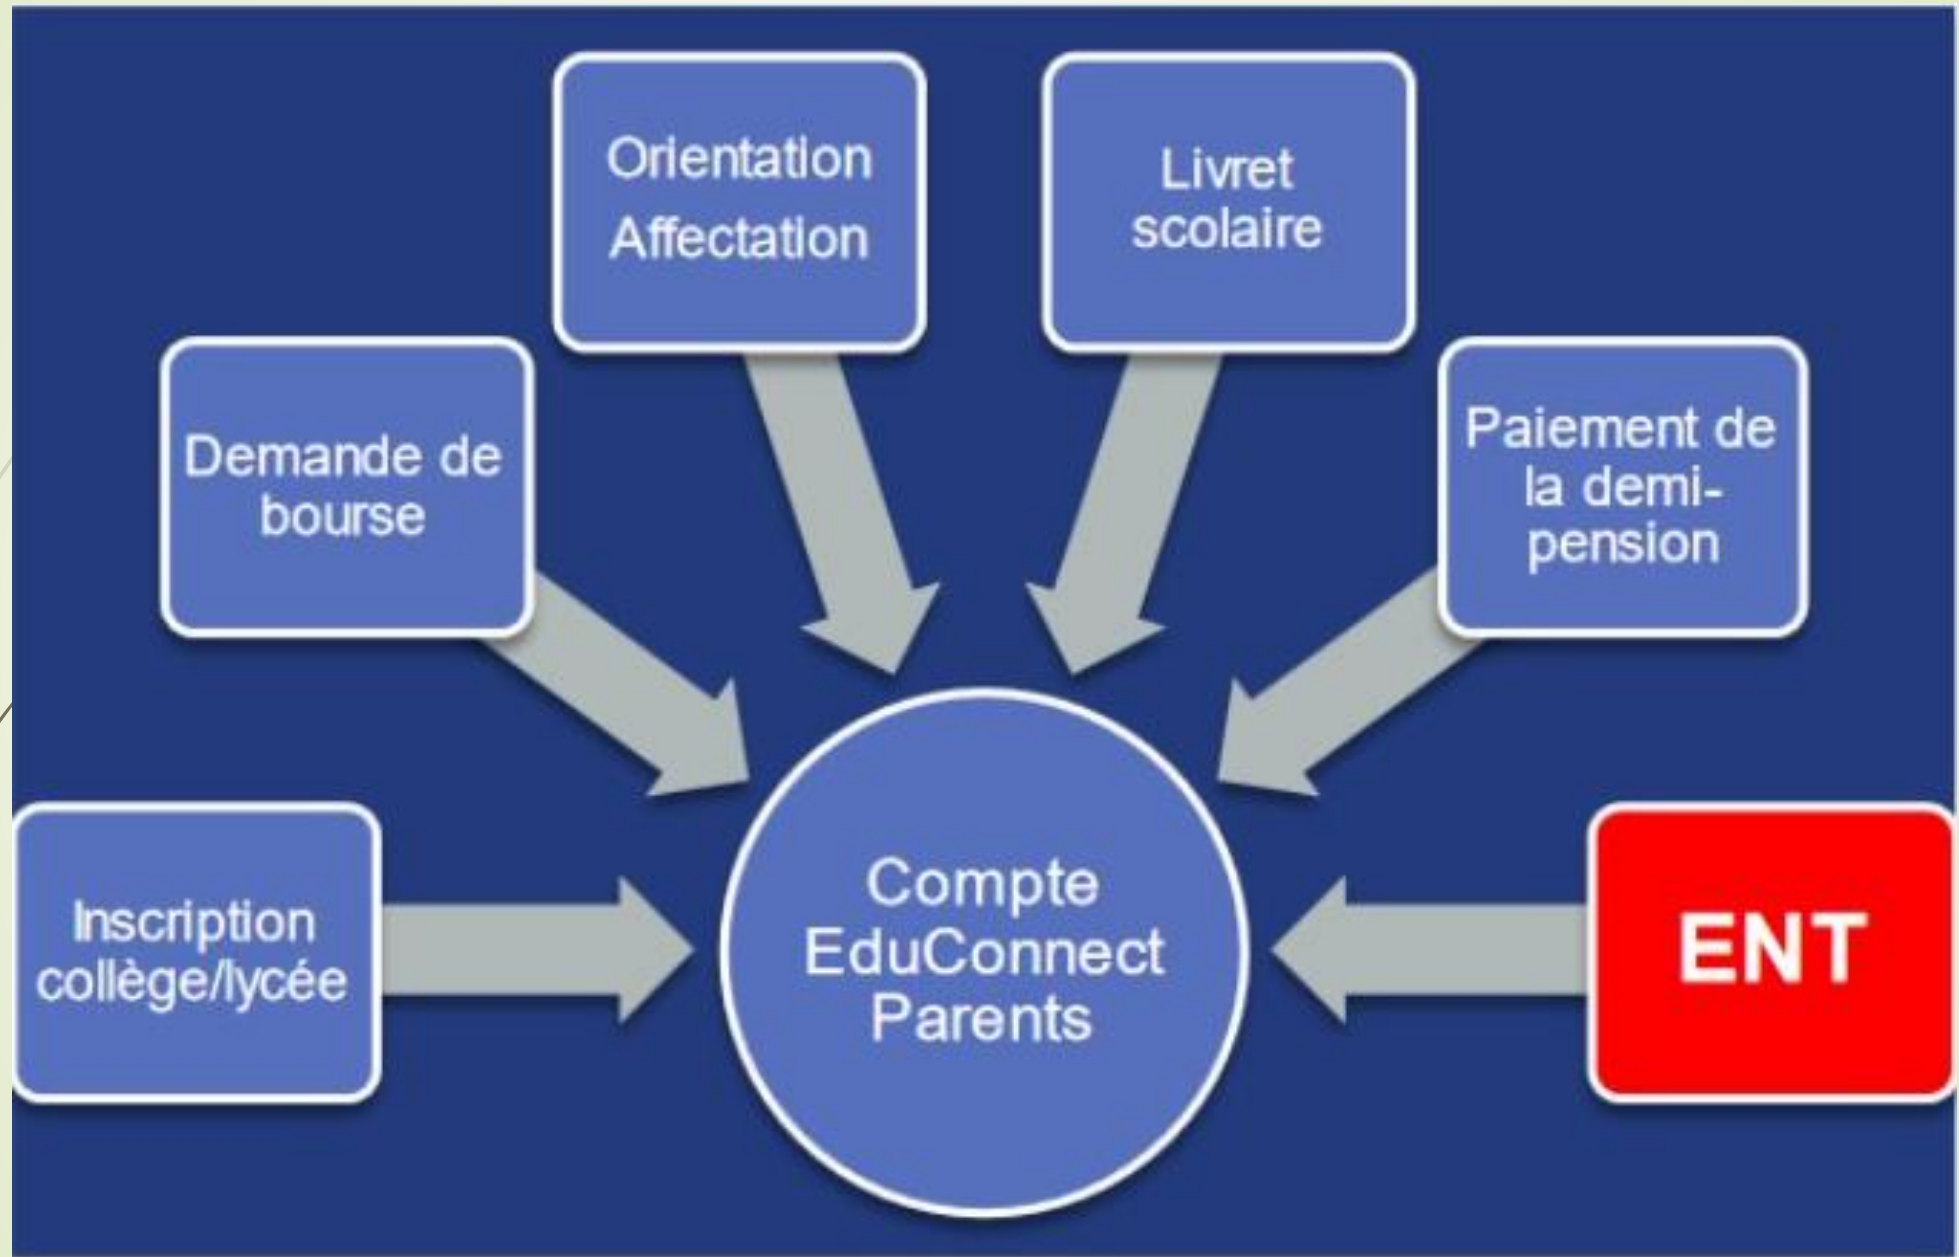 Orientation
Affectation
Livret
scolaire
Demande de
bourse
Paiement de
la demi-
pension
Inscription
collège/lycée
Compte
EduConnect
Parents
ENT